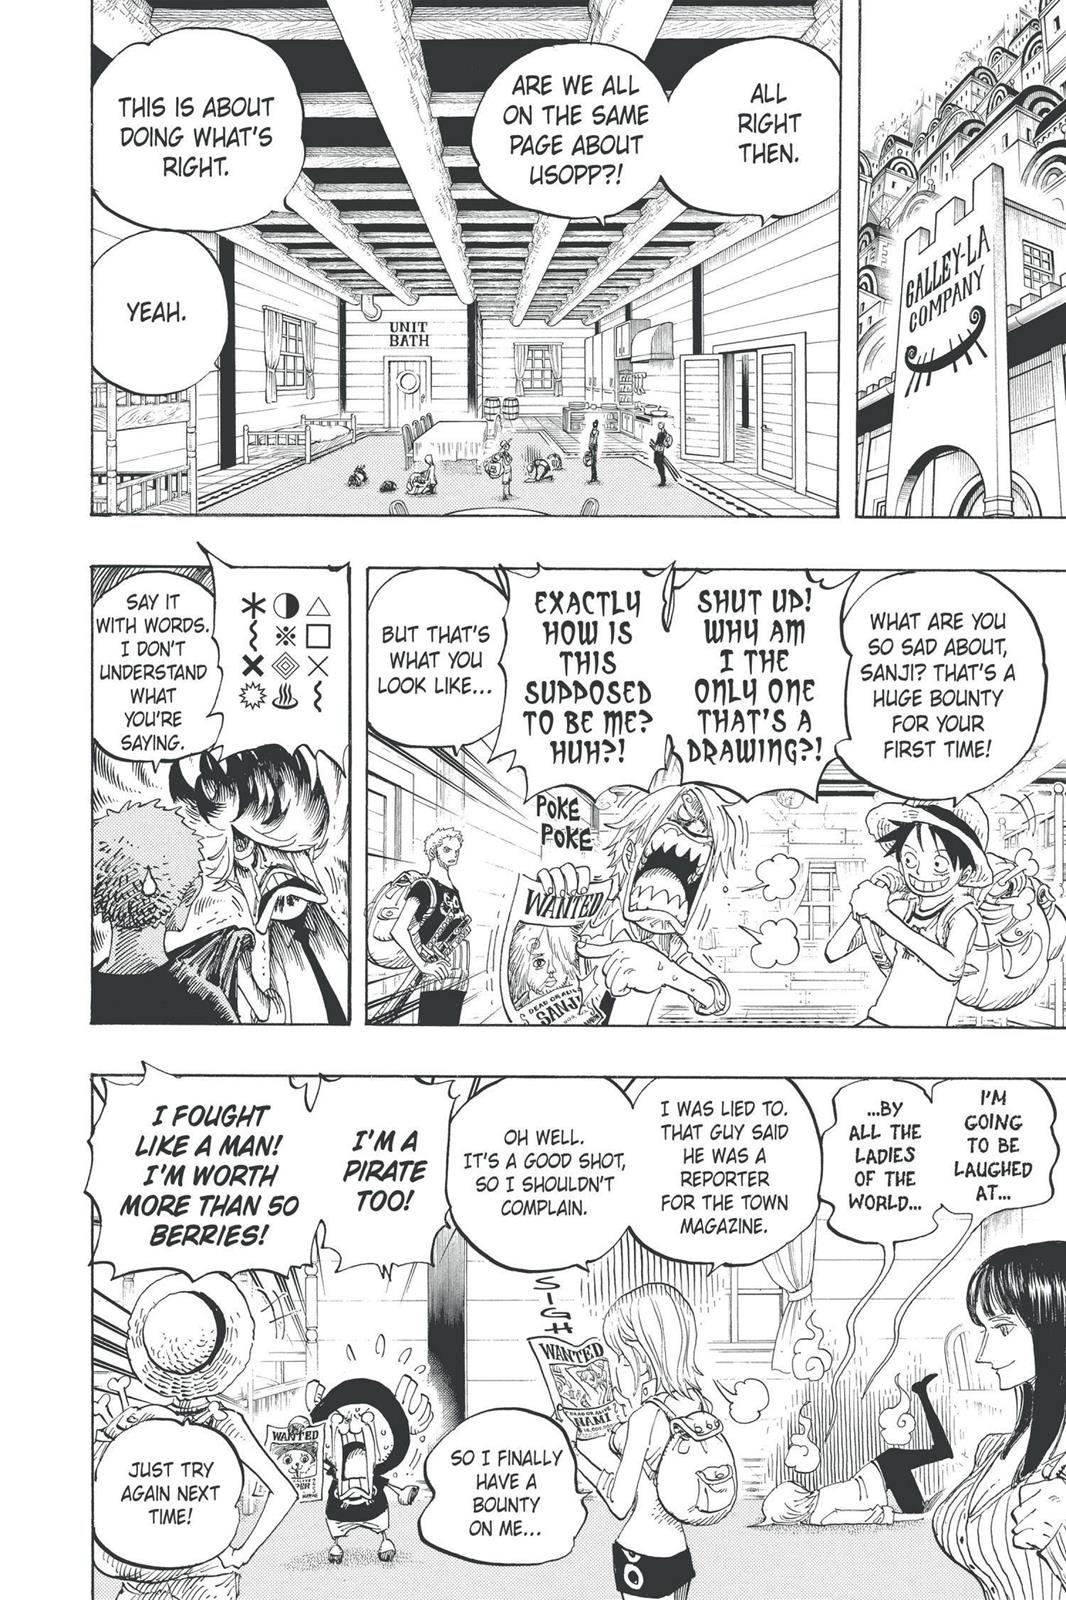 GALLEY-LA
COMPANY
ALL
RIGHT
THEN.
ARE WE ALL
ON THE SAME
PAGE ABOUT
USOPP?!
THIS IS ABOUT
DOING WHAT'S
RIGHT.
YEAH.
UNIT
BATH
WHAT ARE YOU
SO SAD ABOUT,
SANJI? THAT'S A
HUGE BOUNTY
FOR YOUR
FIRST TIME!
SHUT UP!
WHY AM
I THE
ONLY ONE
THAT'S A
DRAWING?!
EXACTLY
HOW IS
THIS
SUPPOSED
TO BE ME?
HUH?!
BUT THAT'S
WHAT YOU
LOOK LIKE...
POKE
POKE
WANTED
DEAD OR ALIVE
SANJI
SAY IT
WITH WORDS.
I DON'T
UNDERSTAND
WHAT
YOU'RE
SAYING.
I'M
GOING
TO BE
LAUGHED
AT...
...BY
ALL THE
LADIES
OF THE
WORLD...
I WAS LIED TO.
THAT GUY SAID
HE WAS A
REPORTER
FOR THE TOWN
MAGAZINE.
OH WELL.
IT'S A GOOD SHOT,
SO I SHOULDN'T
COMPLAIN.
SIGH
WANTED
DEAD OR ALIVE
NAMI
SO I FINALLY
HAVE A
BOUNTY
ON ME...
I'M A
PIRATE
TOO!
I FOUGHT
LIKE A MAN!
I'M WORTH
MORE THAN 50
BERRIES!
WANTED
JUST TRY
AGAIN NEXT
TIME!